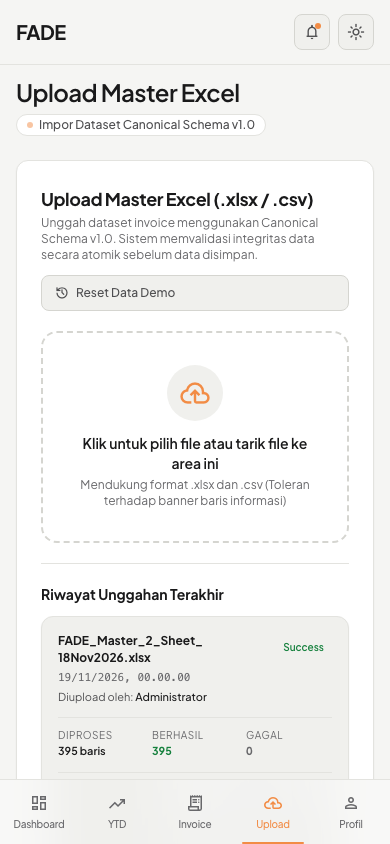 FADE
Upload Master Excel
Impor Dataset Canonical Schema v1.0
Upload Master Excel (.xlsx / .csv)
Unggah dataset invoice menggunakan Canonical
Schema v1.0. Sistem memvalidasi integritas data
secara atomik sebelum data disimpan.
Reset Data Demo
Klik untuk pilih file atau tarik file ke
area ini
Mendukung format .xlsx dan .csv (Toleran
terhadap banner baris informasi)
Riwayat Unggahan Terakhir
FADE_Master_2_Sheet_
18Nov2026.xlsx
Success
19/11/2026, 00.00.00
Diupload oleh: Administrator
DIPROSES BERHASIL GAGAL
395 baris 395 0
Dashboard YTD Invoice Upload Profil